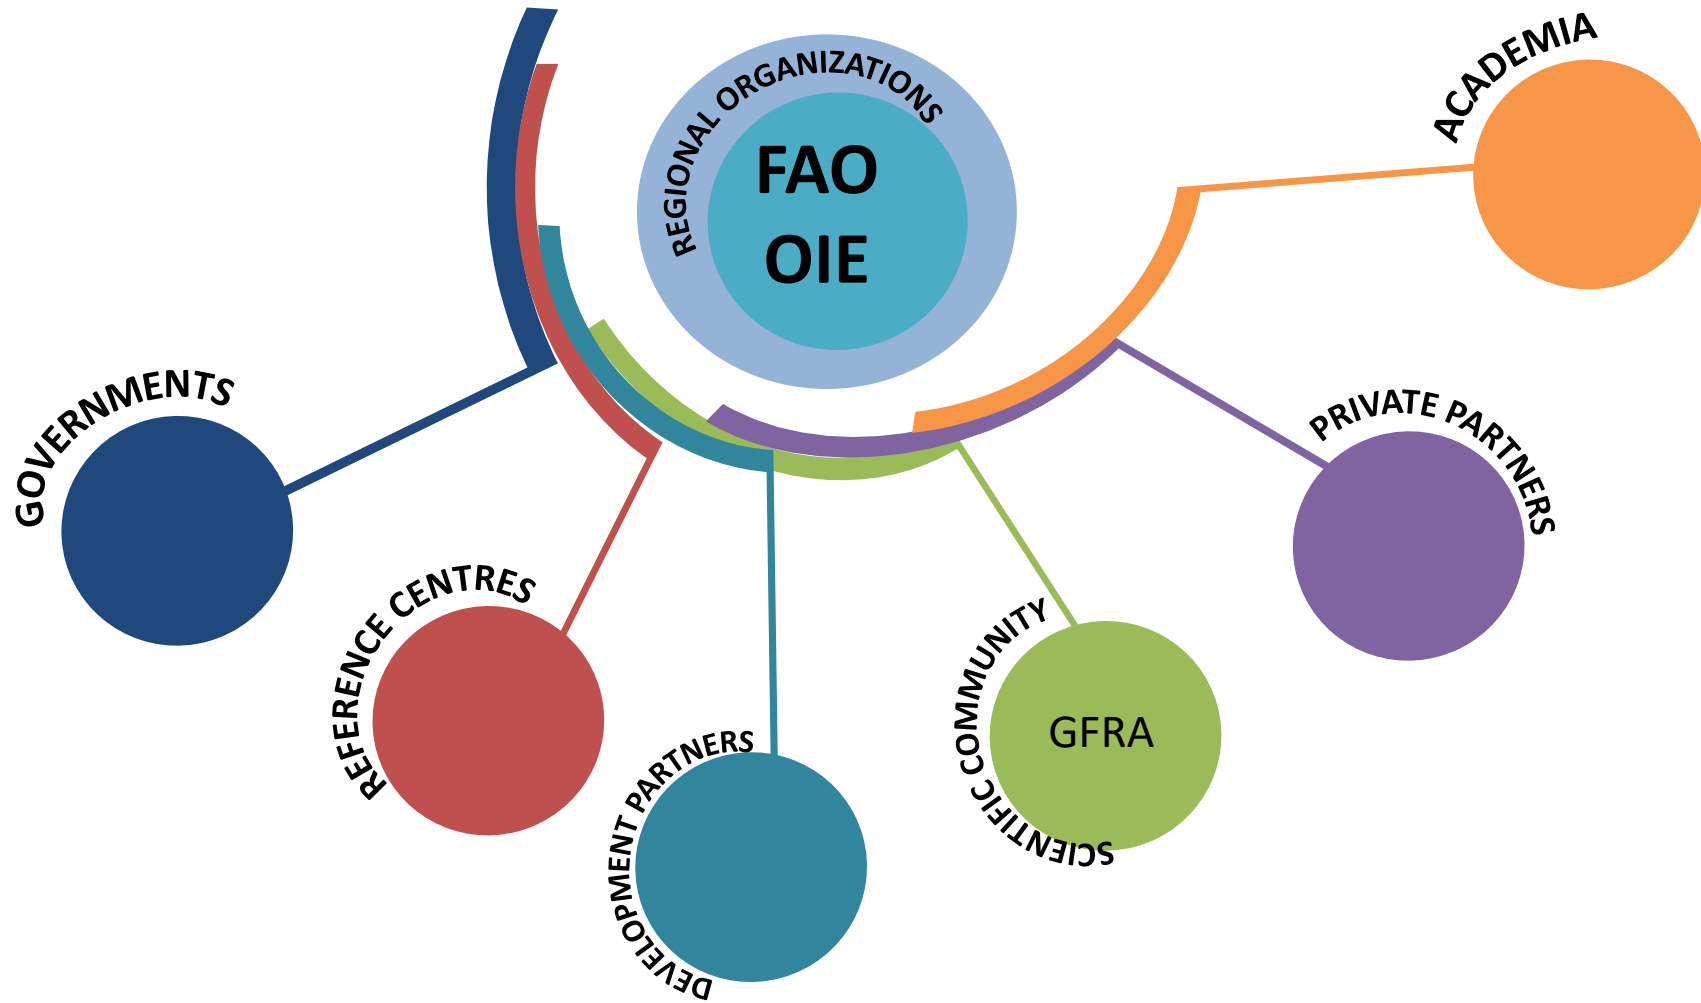 REGIONAL ORGANIZATIONS
FAO
OIE
ACADEMIA
GOVERNMENTS
PRIVATE PARTNERS
REFERENCE CENTRES
SCIENTIFIC COMMUNITY
GFRA
DEVELOPMENT PARTNERS